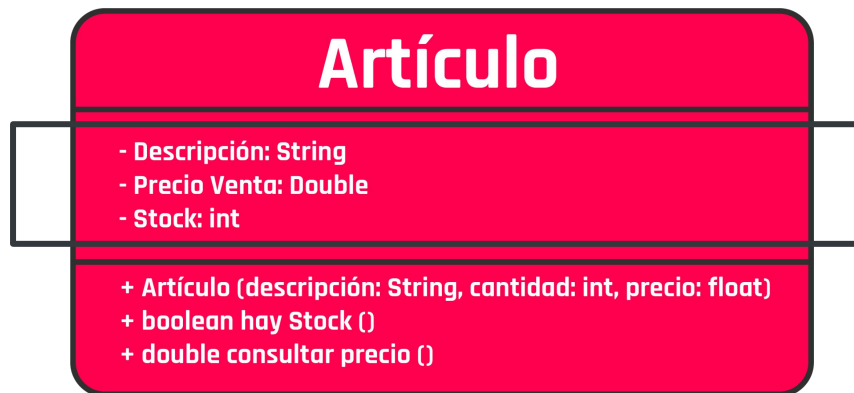 Artículo
- Descripción: String
- Precio Venta: Double
- Stock: int
+ Artículo (descripción: String, cantidad: int, precio: float)
+ boolean hay Stock ()
+ double consultar precio ()